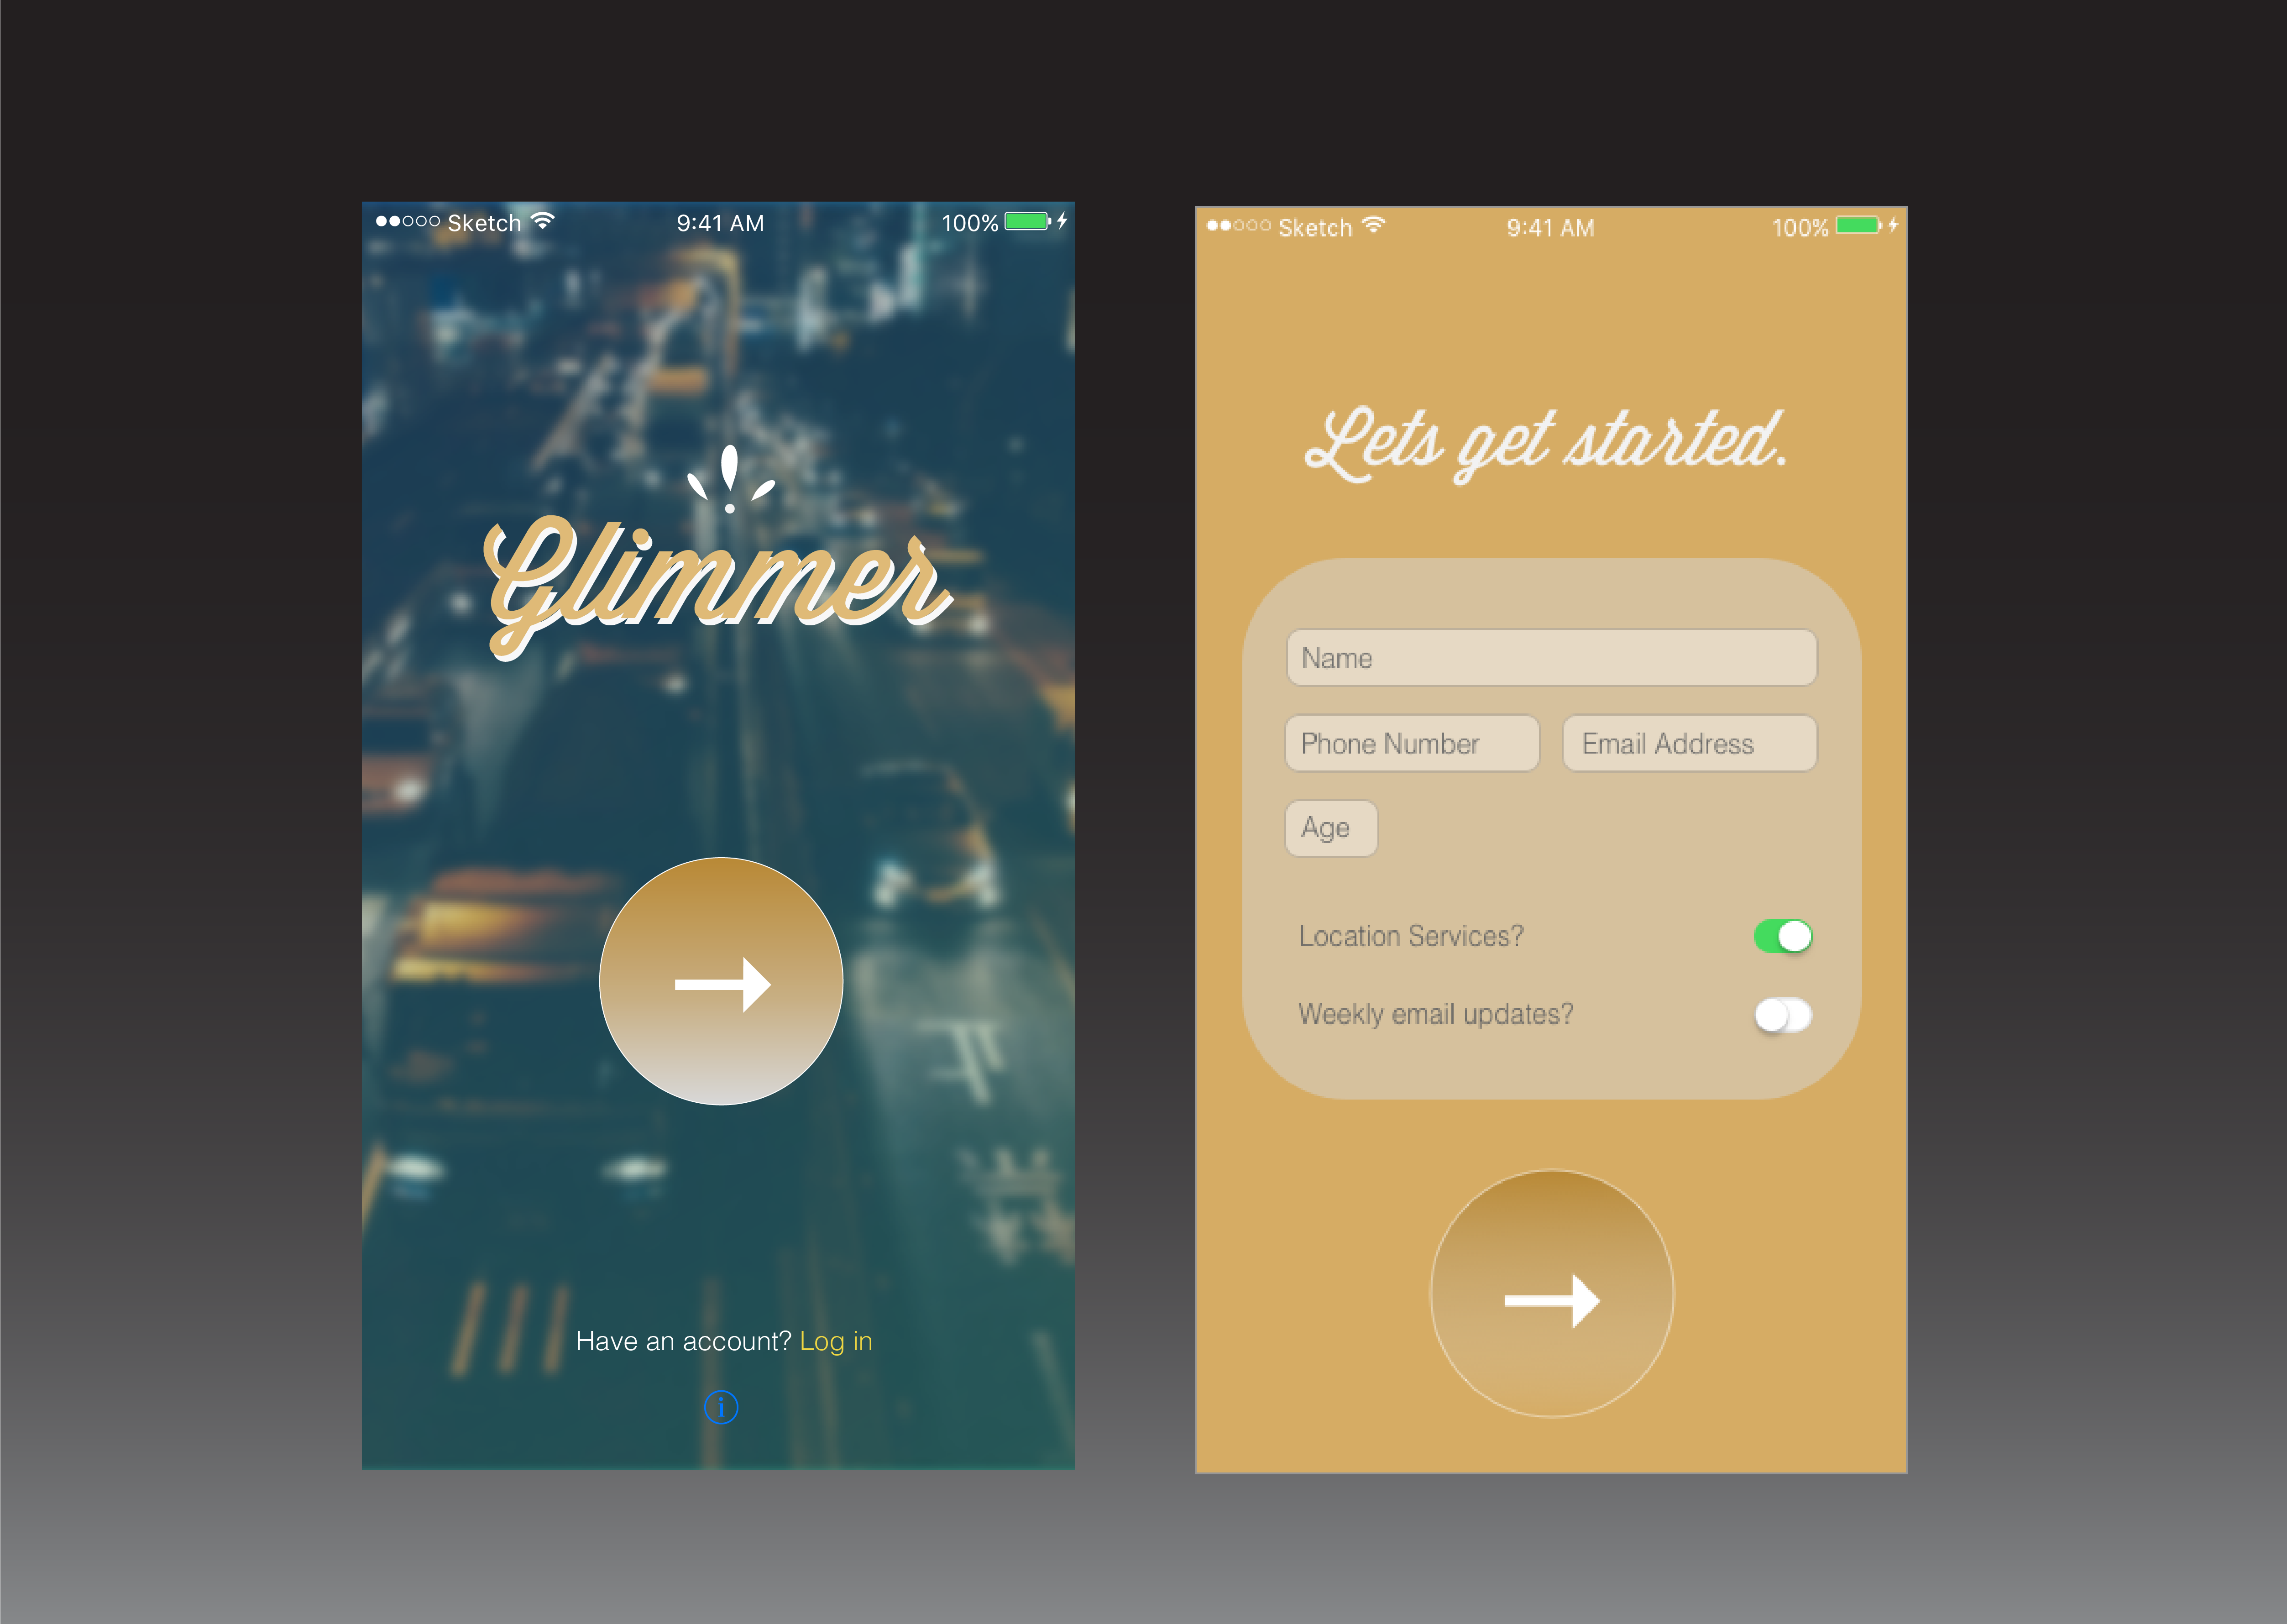 Sketch 9:41 AM 100%
Glimmer
Have an account? Log in
i
Sketch 9:41 AM 100%
Lets get started.
Name
Phone Number Email Address
Age
Location Services?
Weekly email updates?